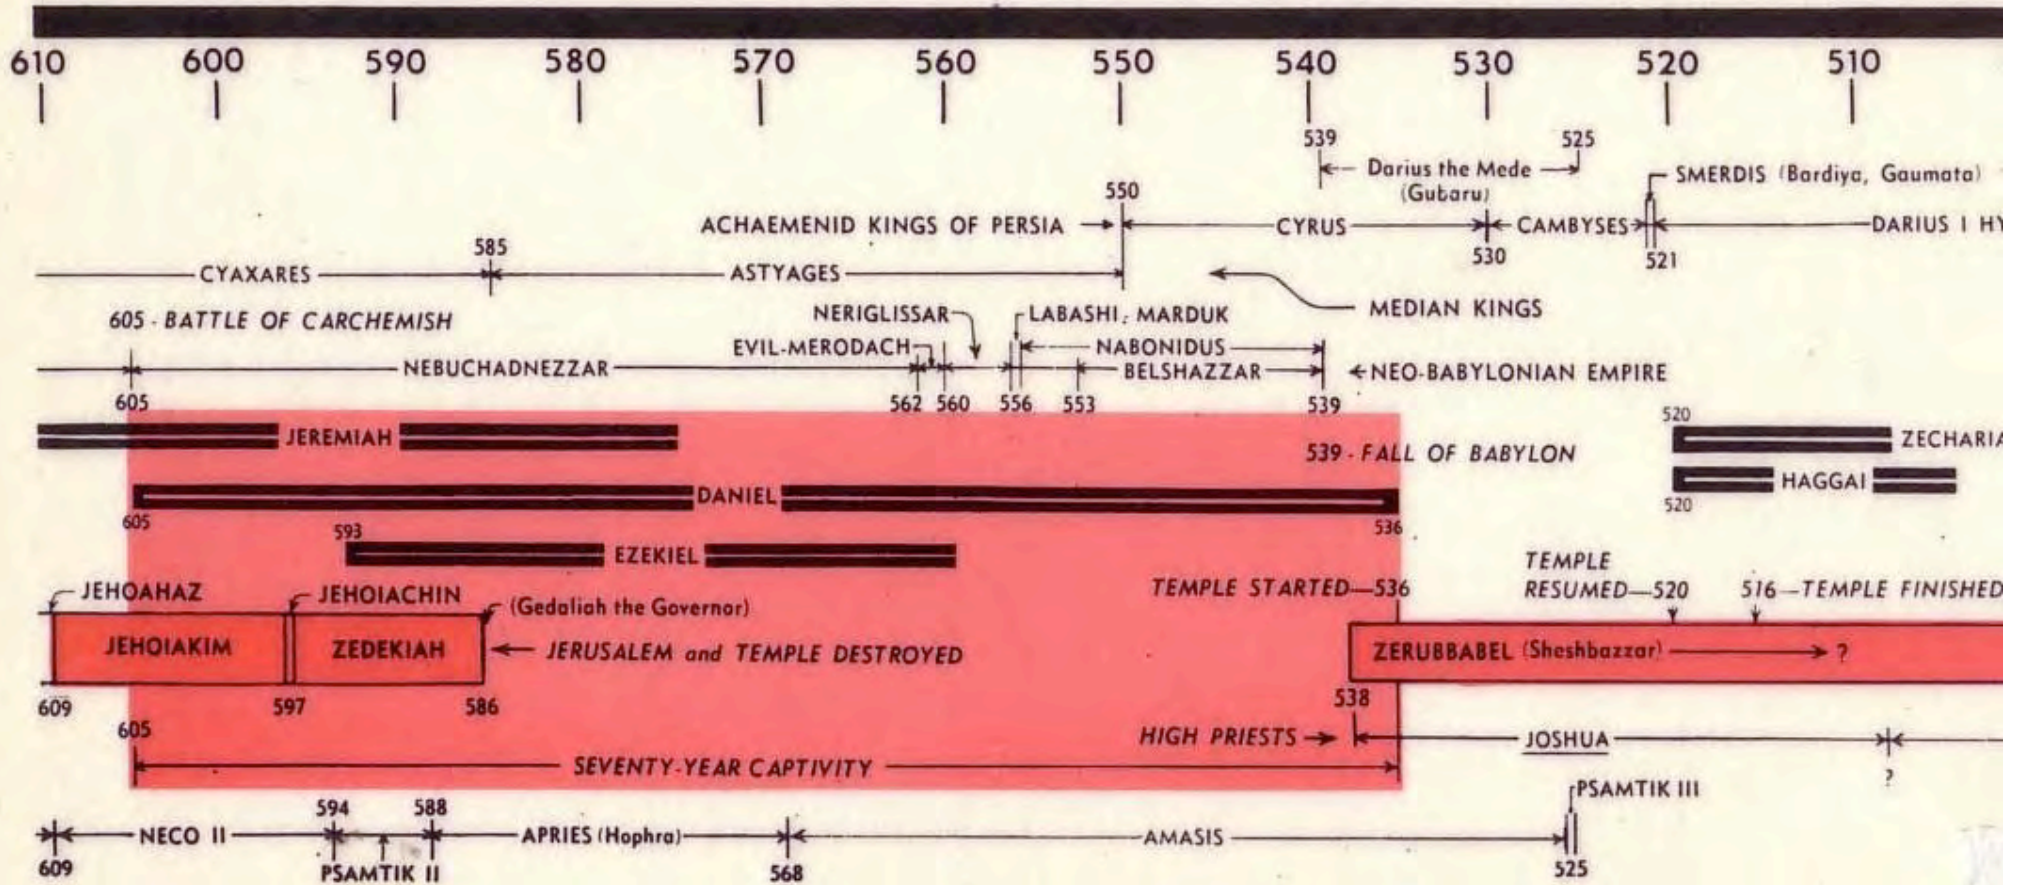 610 600 590 580 570 560 550 540 530 520 510
539 525
Darius the Mede
(Gubaru)
SMERDIS (Bardiya, Gaumata)
550
ACHAEMENID KINGS OF PERSIA CYRUS CAMBYSES DARIUS I HY
530 521
585
CYAXARES ASTYAGES
MEDIAN KINGS
605 - BATTLE OF CARCHEMISH
NERIGLISSAR LABASHI - MARDUK
EVIL-MERODACH NABONIDUS
NEBUCHADNEZZAR BELSHAZZAR NEO-BABYLONIAN EMPIRE
605 562 560 556 553 539
JEREMIAH
539 - FALL OF BABYLON
520
ZECHARIA
HAGGAI
520
DANIEL
605 536
593
EZEKIEL
TEMPLE STARTED—536
TEMPLE
RESUMED—520
516—TEMPLE FINISHED
JEHOAHAZ JEHOIACHIN (Gedaliah the Governor)
JEHOIAKIM ZEDEKIAH JERUSALEM and TEMPLE DESTROYED
ZERUBBABEL (Sheshbazzar) ?
609 597 586 538
605
HIGH PRIESTS JOSHUA
?
SEVENTY-YEAR CAPTIVITY
PSAMTIK III
594 588
NECO II APRIES (Hophra) AMASIS
609 PSAMTIK II 568 525